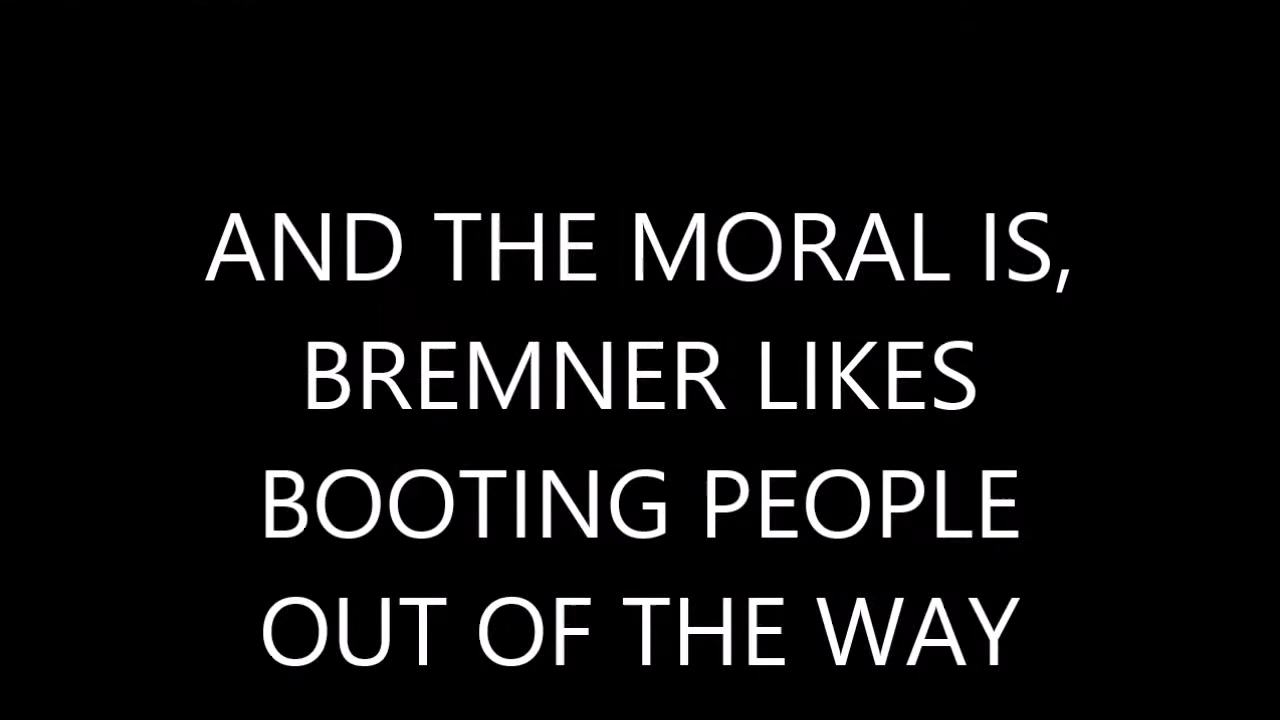 AND THE MORAL IS,
BREMNER LIKES
BOOTING PEOPLE
OUT OF THE WAY